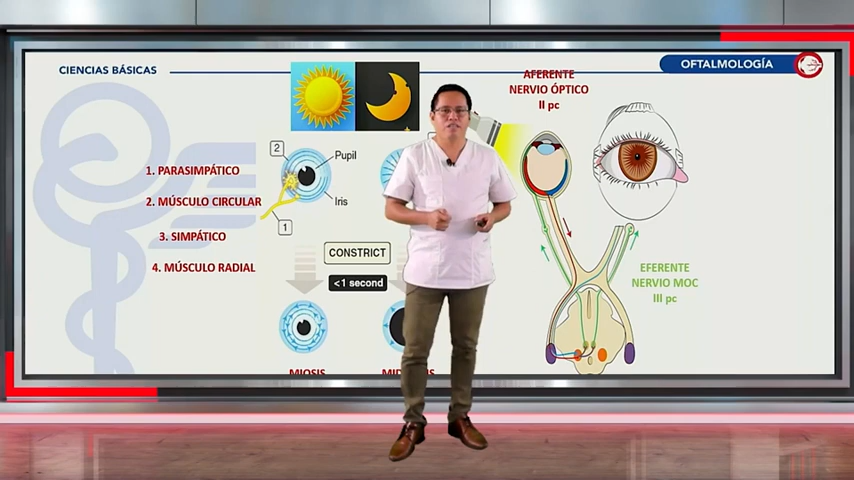 CIENCIAS BÁSICAS
OFTALMOLOGÍA
AFERENTE
NERVIO ÓPTICO
II pc
2
Pupil
1. PARASIMPÁTICO
2. MÚSCULO CIRCULAR
Iris
1
3. SIMPÁTICO
4. MÚSCULO RADIAL
CONSTRICT
<1 second
EFERENTE
NERVIO MOC
III pc
MIOSIS